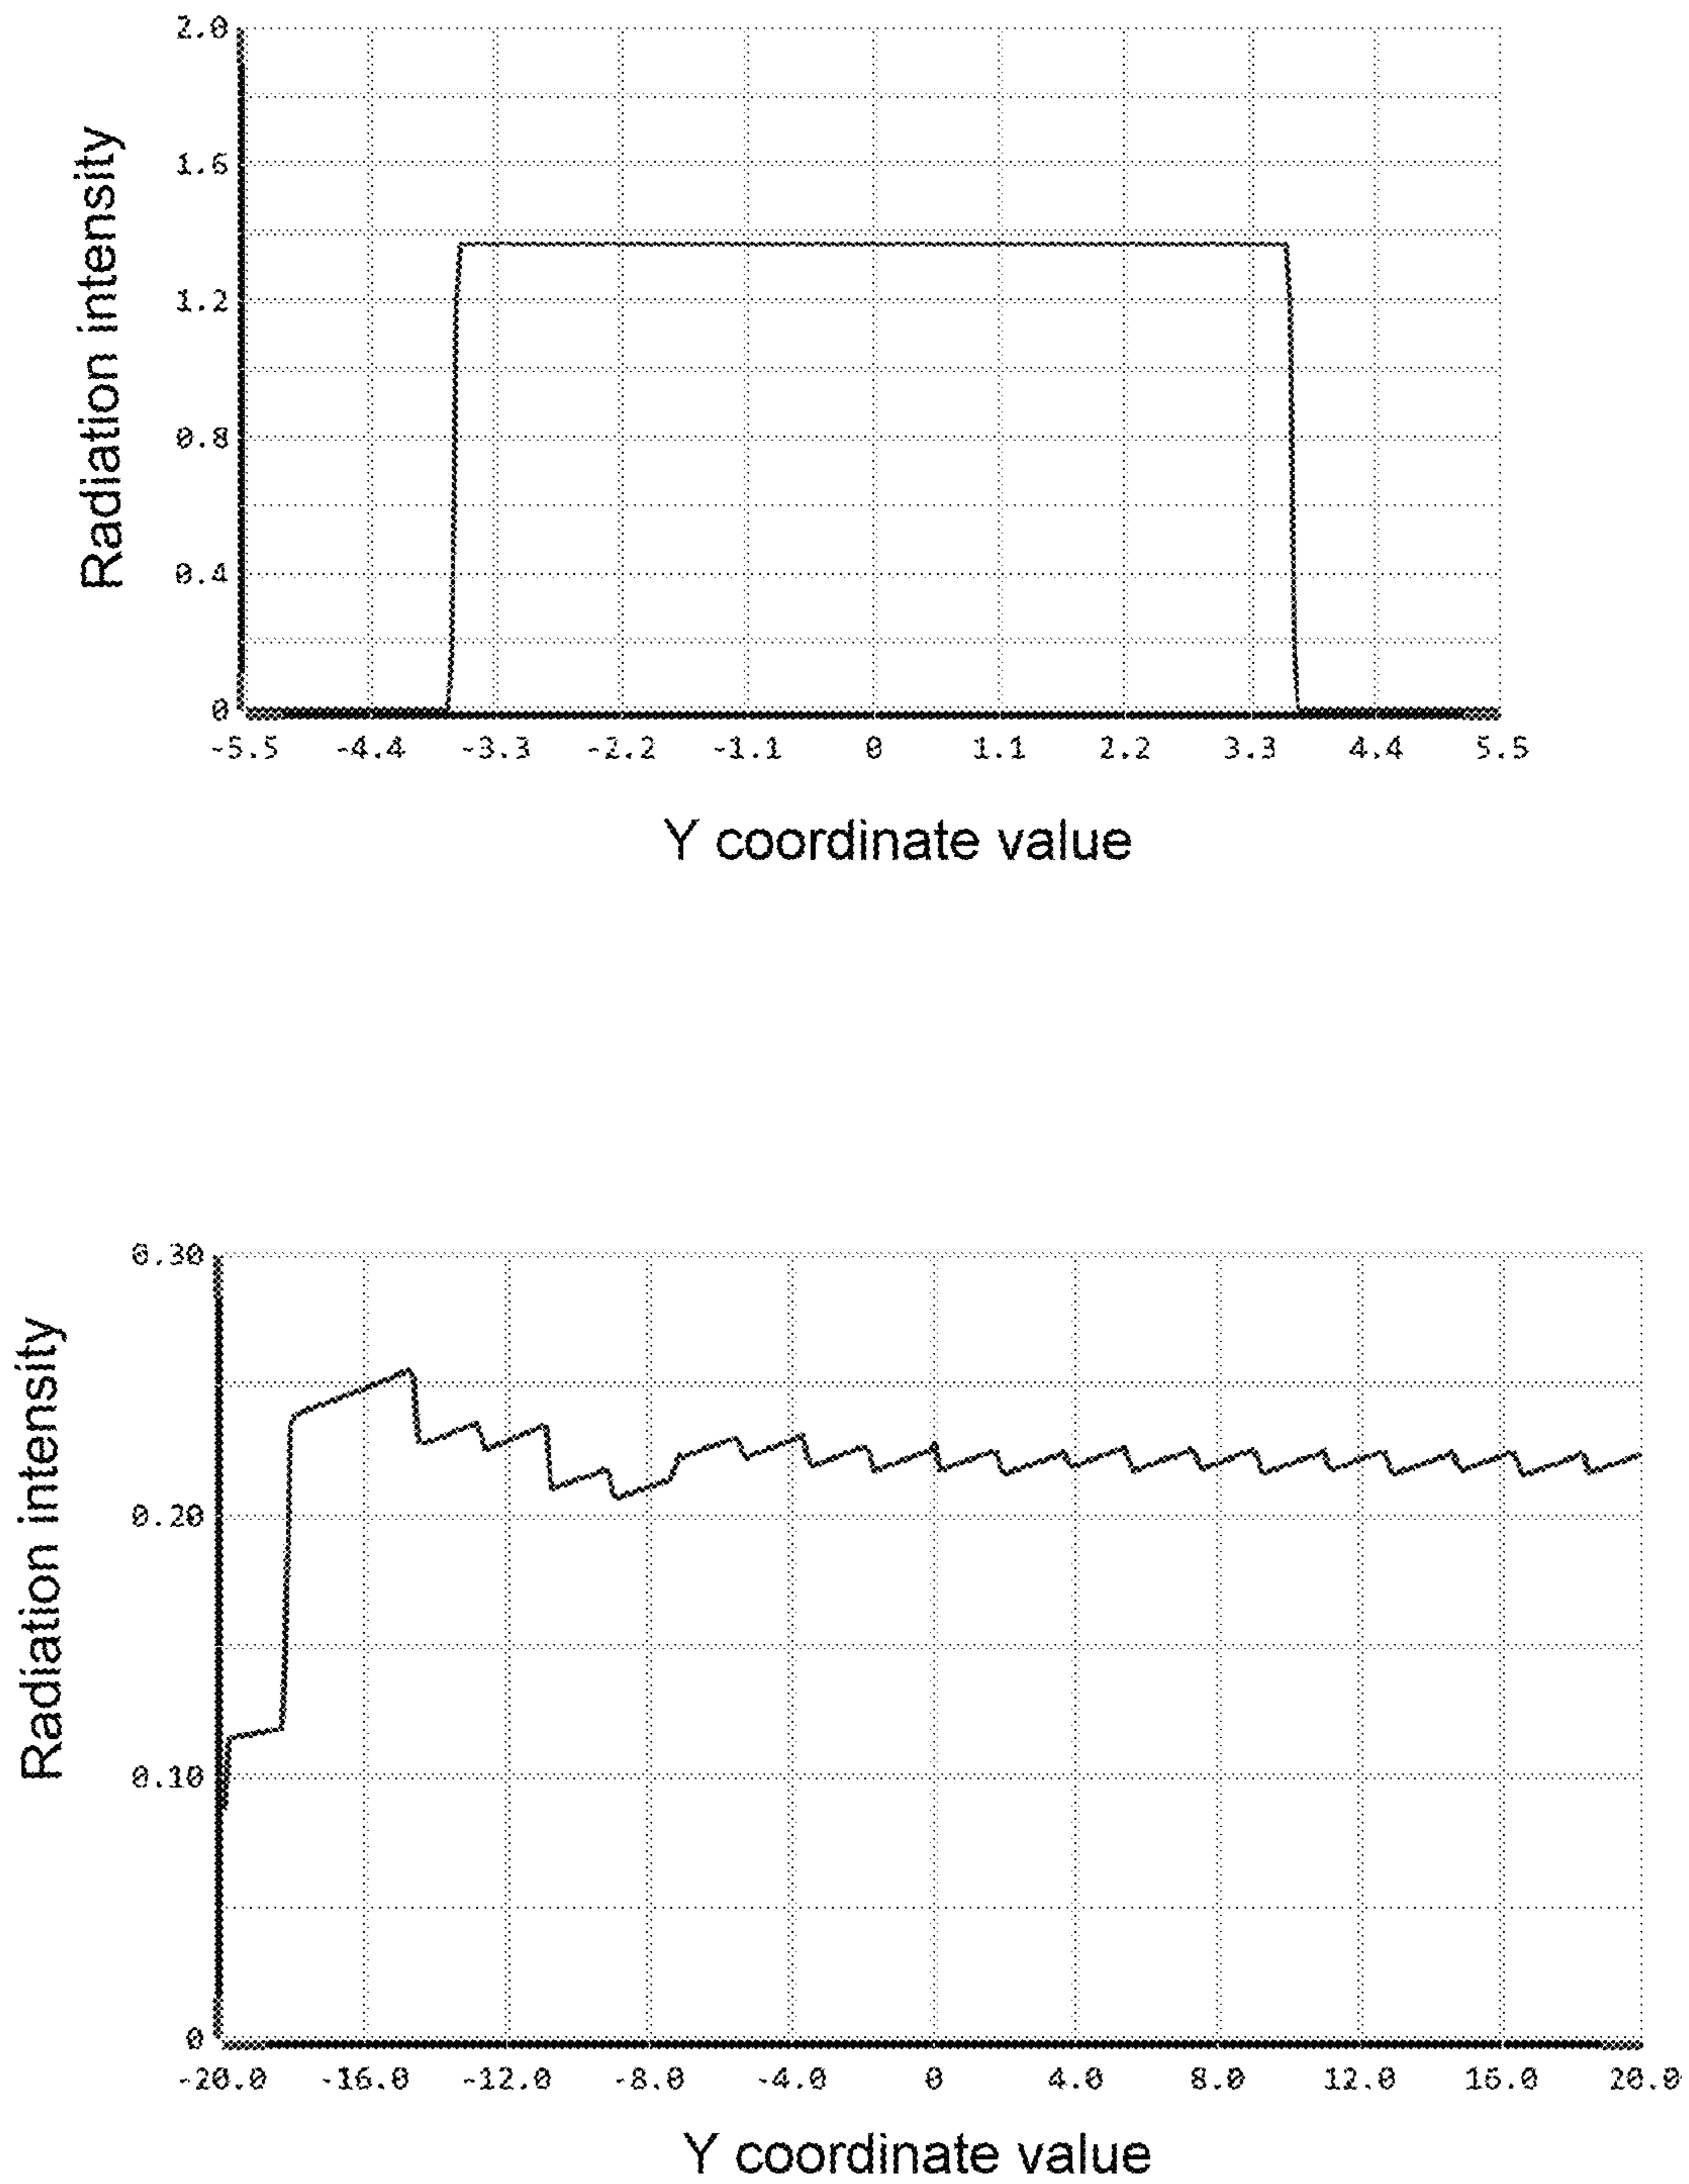 2.0
1.6
1.2
0.8
0.4
0
Radiation intensity
-5.5 -4.4 -3.3 -2.2 -1.1 0 1.1 2.2 3.3 4.4 5.5
Y coordinate value
0.30
0.20
0.10
0
Radiation intensity
-20.0 -16.0 -12.0 -8.0 -4.0 0 4.0 8.0 12.0 16.0 20.0
Y coordinate value